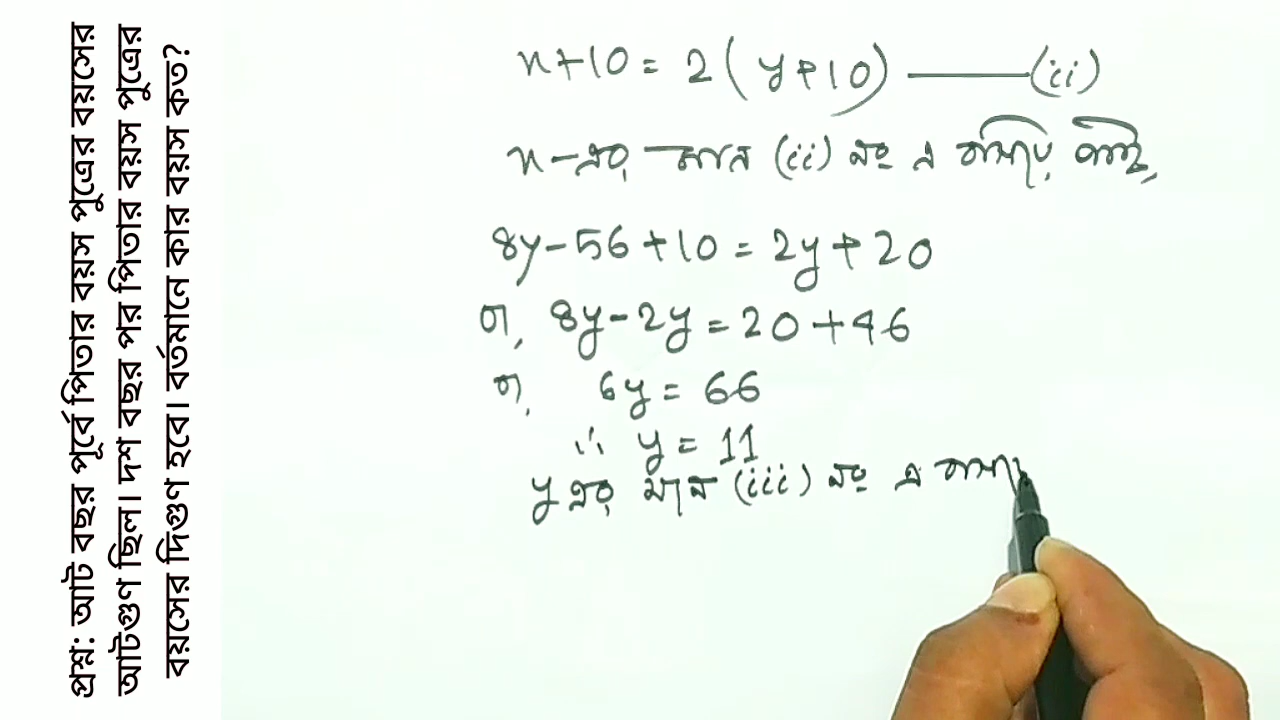 প্রশ্ন: আট বছর পূর্বে পিতার বয়স পুত্রের বয়সের
আটগুণ ছিল। দশ বছর পর পিতার বয়স পুত্রের
বয়সের দিগুণ হবে। বর্তমানে কার বয়স কত?
x+10 = 2(y+10) ——— (ii)
x-এর মান (ii) নং এ বসিয়ে পাই,
8y-56+10 = 2y+20
বা, 8y-2y = 20+46
বা, 6y = 66
∴ y = 11
y এর মান (iii) নং এ